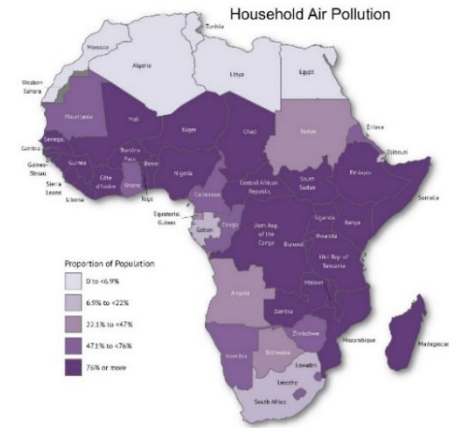 Household Air Pollution
Tunisia
Morocco
Algeria
Libya
Egypt
Western
Sahara
Mauritania
Mali
Niger
Chad
Sudan
Eritrea
Djibouti
Senegal
Gambia
Guinea-
Bissau
Guinea
Sierra
Leone
Liberia
Côte
d'Ivoire
Burkina
Faso
Ghana
Togo
Benin
Nigeria
Cameroon
Central African
Republic
South
Sudan
Ethiopia
Somalia
Equatorial
Guinea
Gabon
Congo
Dem. Rep.
of the
Congo
Uganda
Kenya
Rwanda
Burundi
Tanzania
Malawi
Angola
Zambia
Zimbabwe
Mozambique
Madagascar
Namibia
Botswana
Eswatini
Lesotho
South Africa
Proportion of Population
0 to <6.9%
6.9% to <22%
22.1% to <47%
47.1% to <76%
76% or more